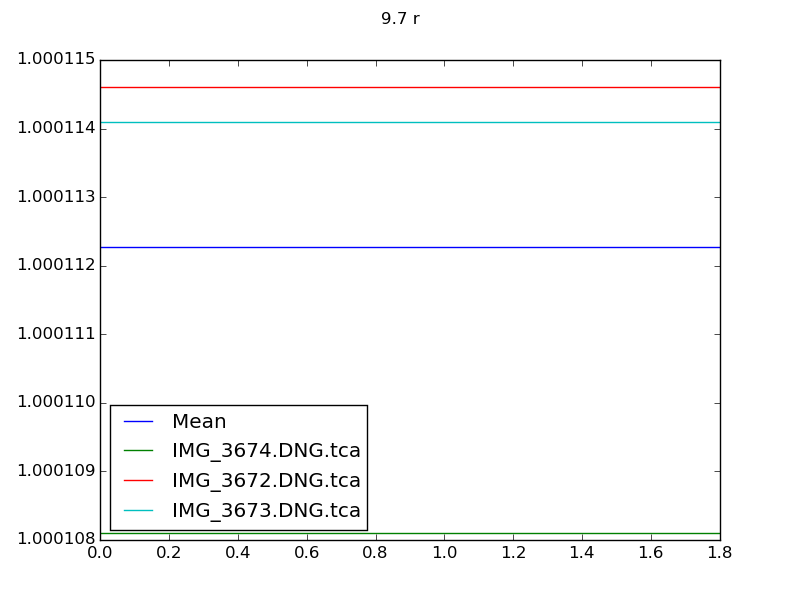 9.7 r
1.000115
1.000114
1.000113
1.000112
1.000111
1.000110
1.000109
1.000108
Mean
IMG_3674.DNG.tca
IMG_3672.DNG.tca
IMG_3673.DNG.tca
0.0 0.2 0.4 0.6 0.8 1.0 1.2 1.4 1.6 1.8